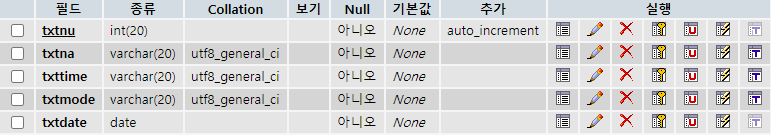 필드 종류 Collation 보기 Null 기본값 추가 실행
txtnu int(20) 아니오 None auto_increment
txtna varchar(20) utf8_general_ci 아니오 None
txttime varchar(20) utf8_general_ci 아니오 None
txtmode varchar(20) utf8_general_ci 아니오 None
txtdate date 아니오 None